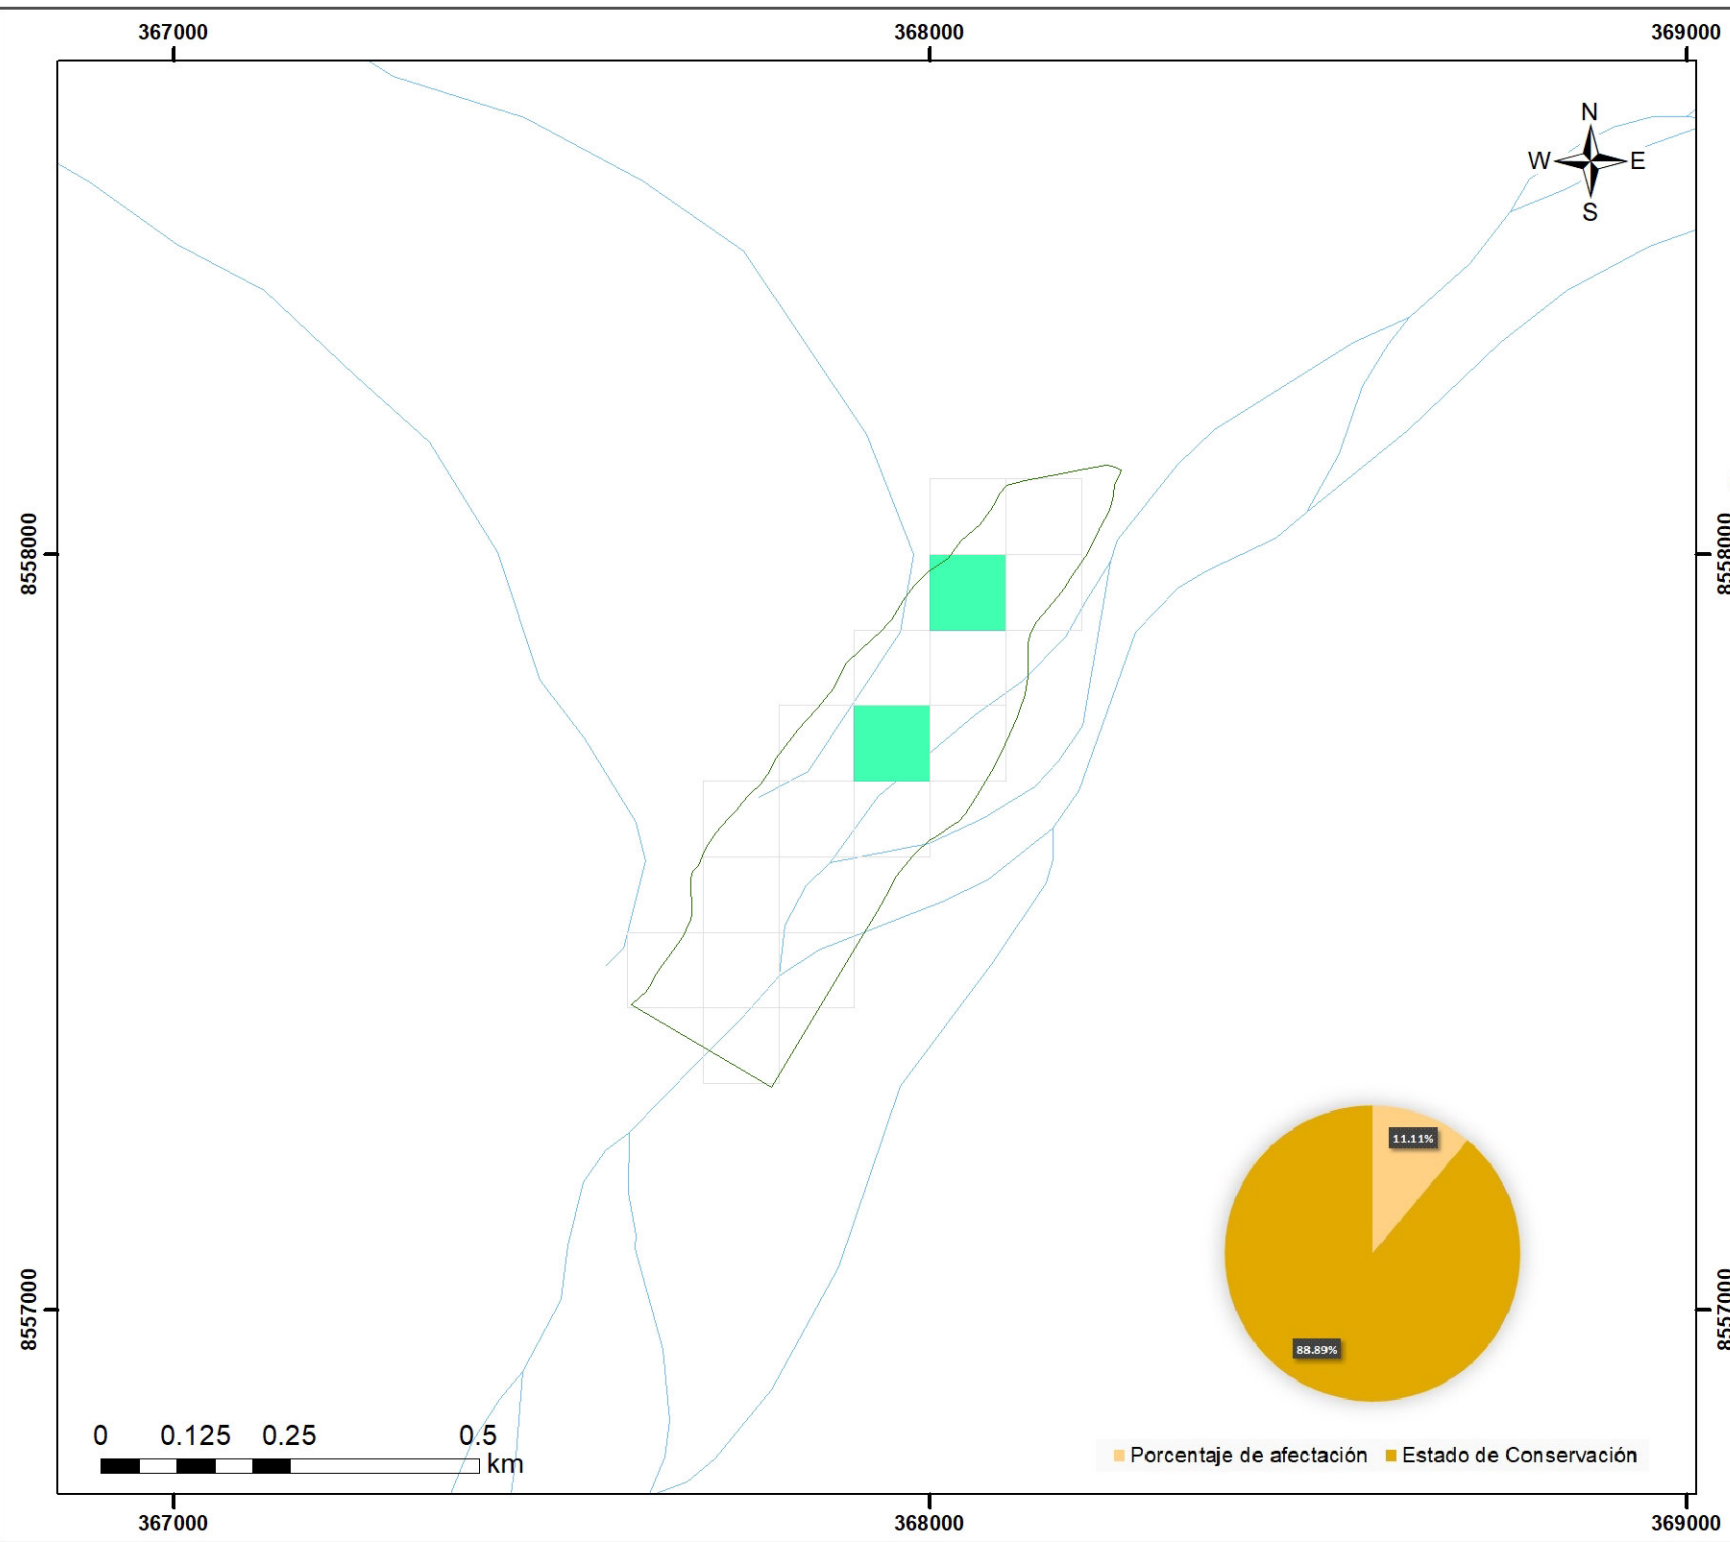 367000 368000 369000
N
W E
S
8558000 8558000
11.11%
8557000 8557000
88.89%
0 0.125 0.25 0.5
km
Porcentaje de afectación Estado de Conservación
367000 368000 369000